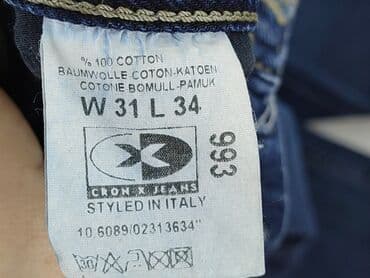 % 100 COTTON
BAUMWOLLE COTON-KATOEN
COTONE BOMULL-PAMUK
W 31 L 34
CRON-X JEANS
993
STYLED IN ITALY
10.6089/02313634"
30